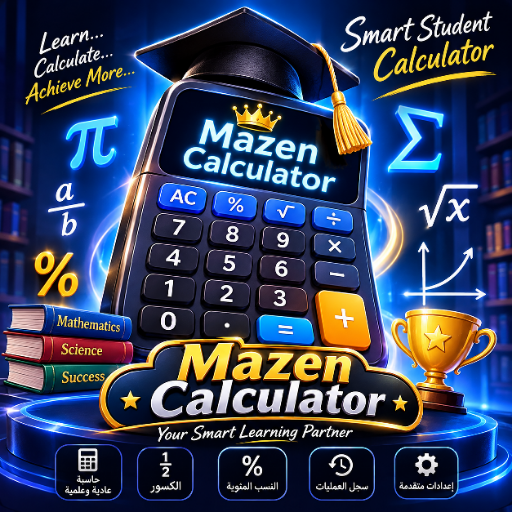 Learn...
Calculate...
Achieve More...
Smart Student
Calculator
Mazen
Calculator
AC % √ ÷
7 8 9 ×
4 5 6 −
1 2 3 +
0 . =
π
a
b
%
Σ
√x
Mathematics
Science
Success
Mazen
Calculator
Your Smart Learning Partner
حاسبة
عادية وعلمية
1
2
الكسور
%
النسب المئوية
سجل العمليات
إعدادات متقدمة